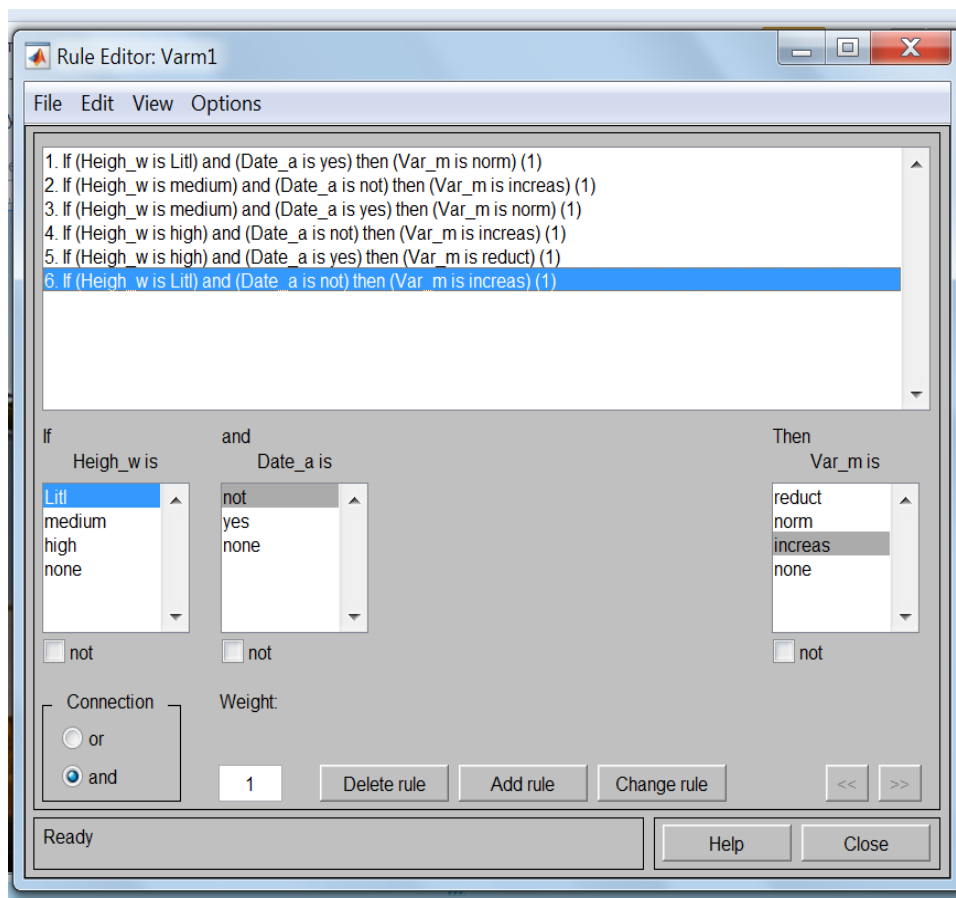 Rule Editor: Varm1
File Edit View Options
1. If (Heigh_w is Litl) and (Date_a is yes) then (Var_m is norm) (1)
2. If (Heigh_w is medium) and (Date_a is not) then (Var_m is increas) (1)
3. If (Heigh_w is medium) and (Date_a is yes) then (Var_m is norm) (1)
4. If (Heigh_w is high) and (Date_a is not) then (Var_m is increas) (1)
5. If (Heigh_w is high) and (Date_a is yes) then (Var_m is reduct) (1)
6. If (Heigh_w is Litl) and (Date_a is not) then (Var_m is increas) (1)
If and Then
Heigh_w is Date_a is Var_m is
Litl not reduct
medium yes norm
high none increas
none none
not not not
Connection Weight:
or
and 1 Delete rule Add rule Change rule << >>
Ready Help Close